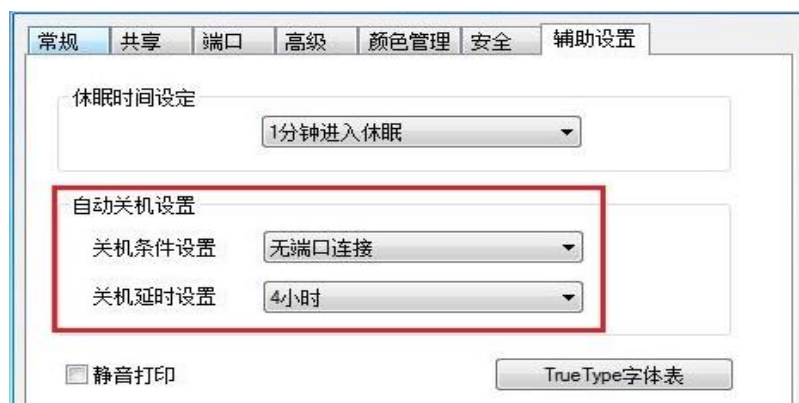 常规 共享 端口 高级 颜色管理 安全 辅助设置
休眠时间设定
1分钟进入休眠
自动关机设置
关机条件设置 无端口连接
关机延时设置 4小时
静音打印 TrueType字体表